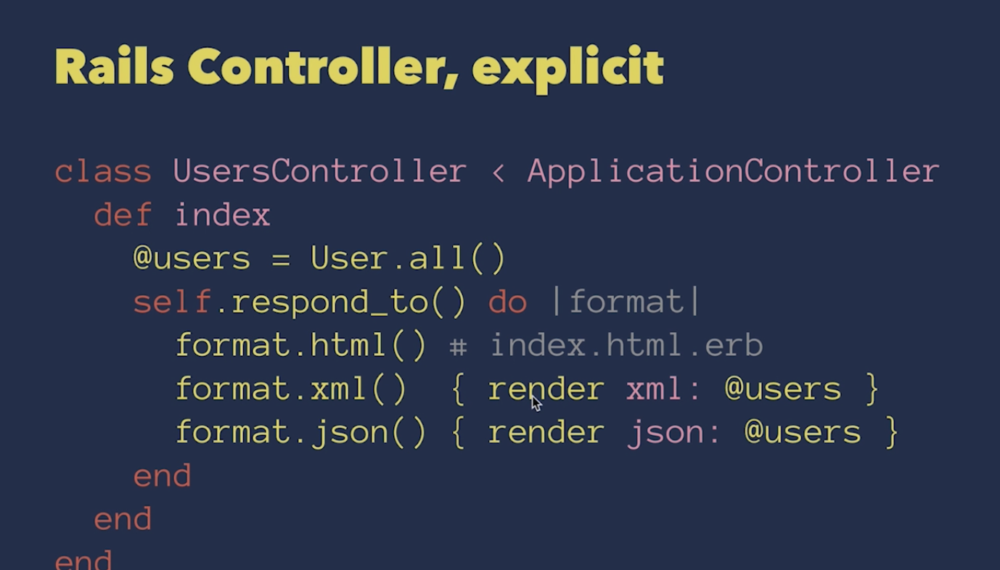 Rails Controller, explicit
class UsersController < ApplicationController
  def index
    @users = User.all()
    self.respond_to() do |format|
      format.html() # index.html.erb
      format.xml()  { render xml: @users }
      format.json() { render json: @users }
    end
  end
end